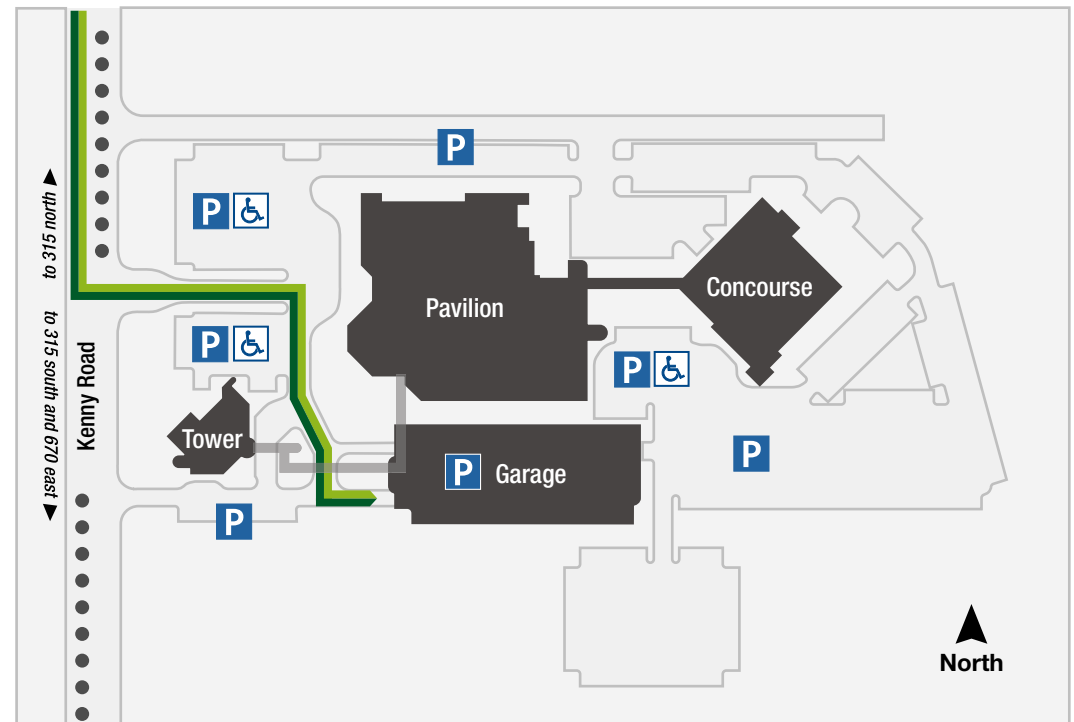 P
P
to 315 north ▲
Pavilion
Concourse
to 315 south and 670 east ▼
Kenny Road
P
P
Tower
P
P
Garage
P
North